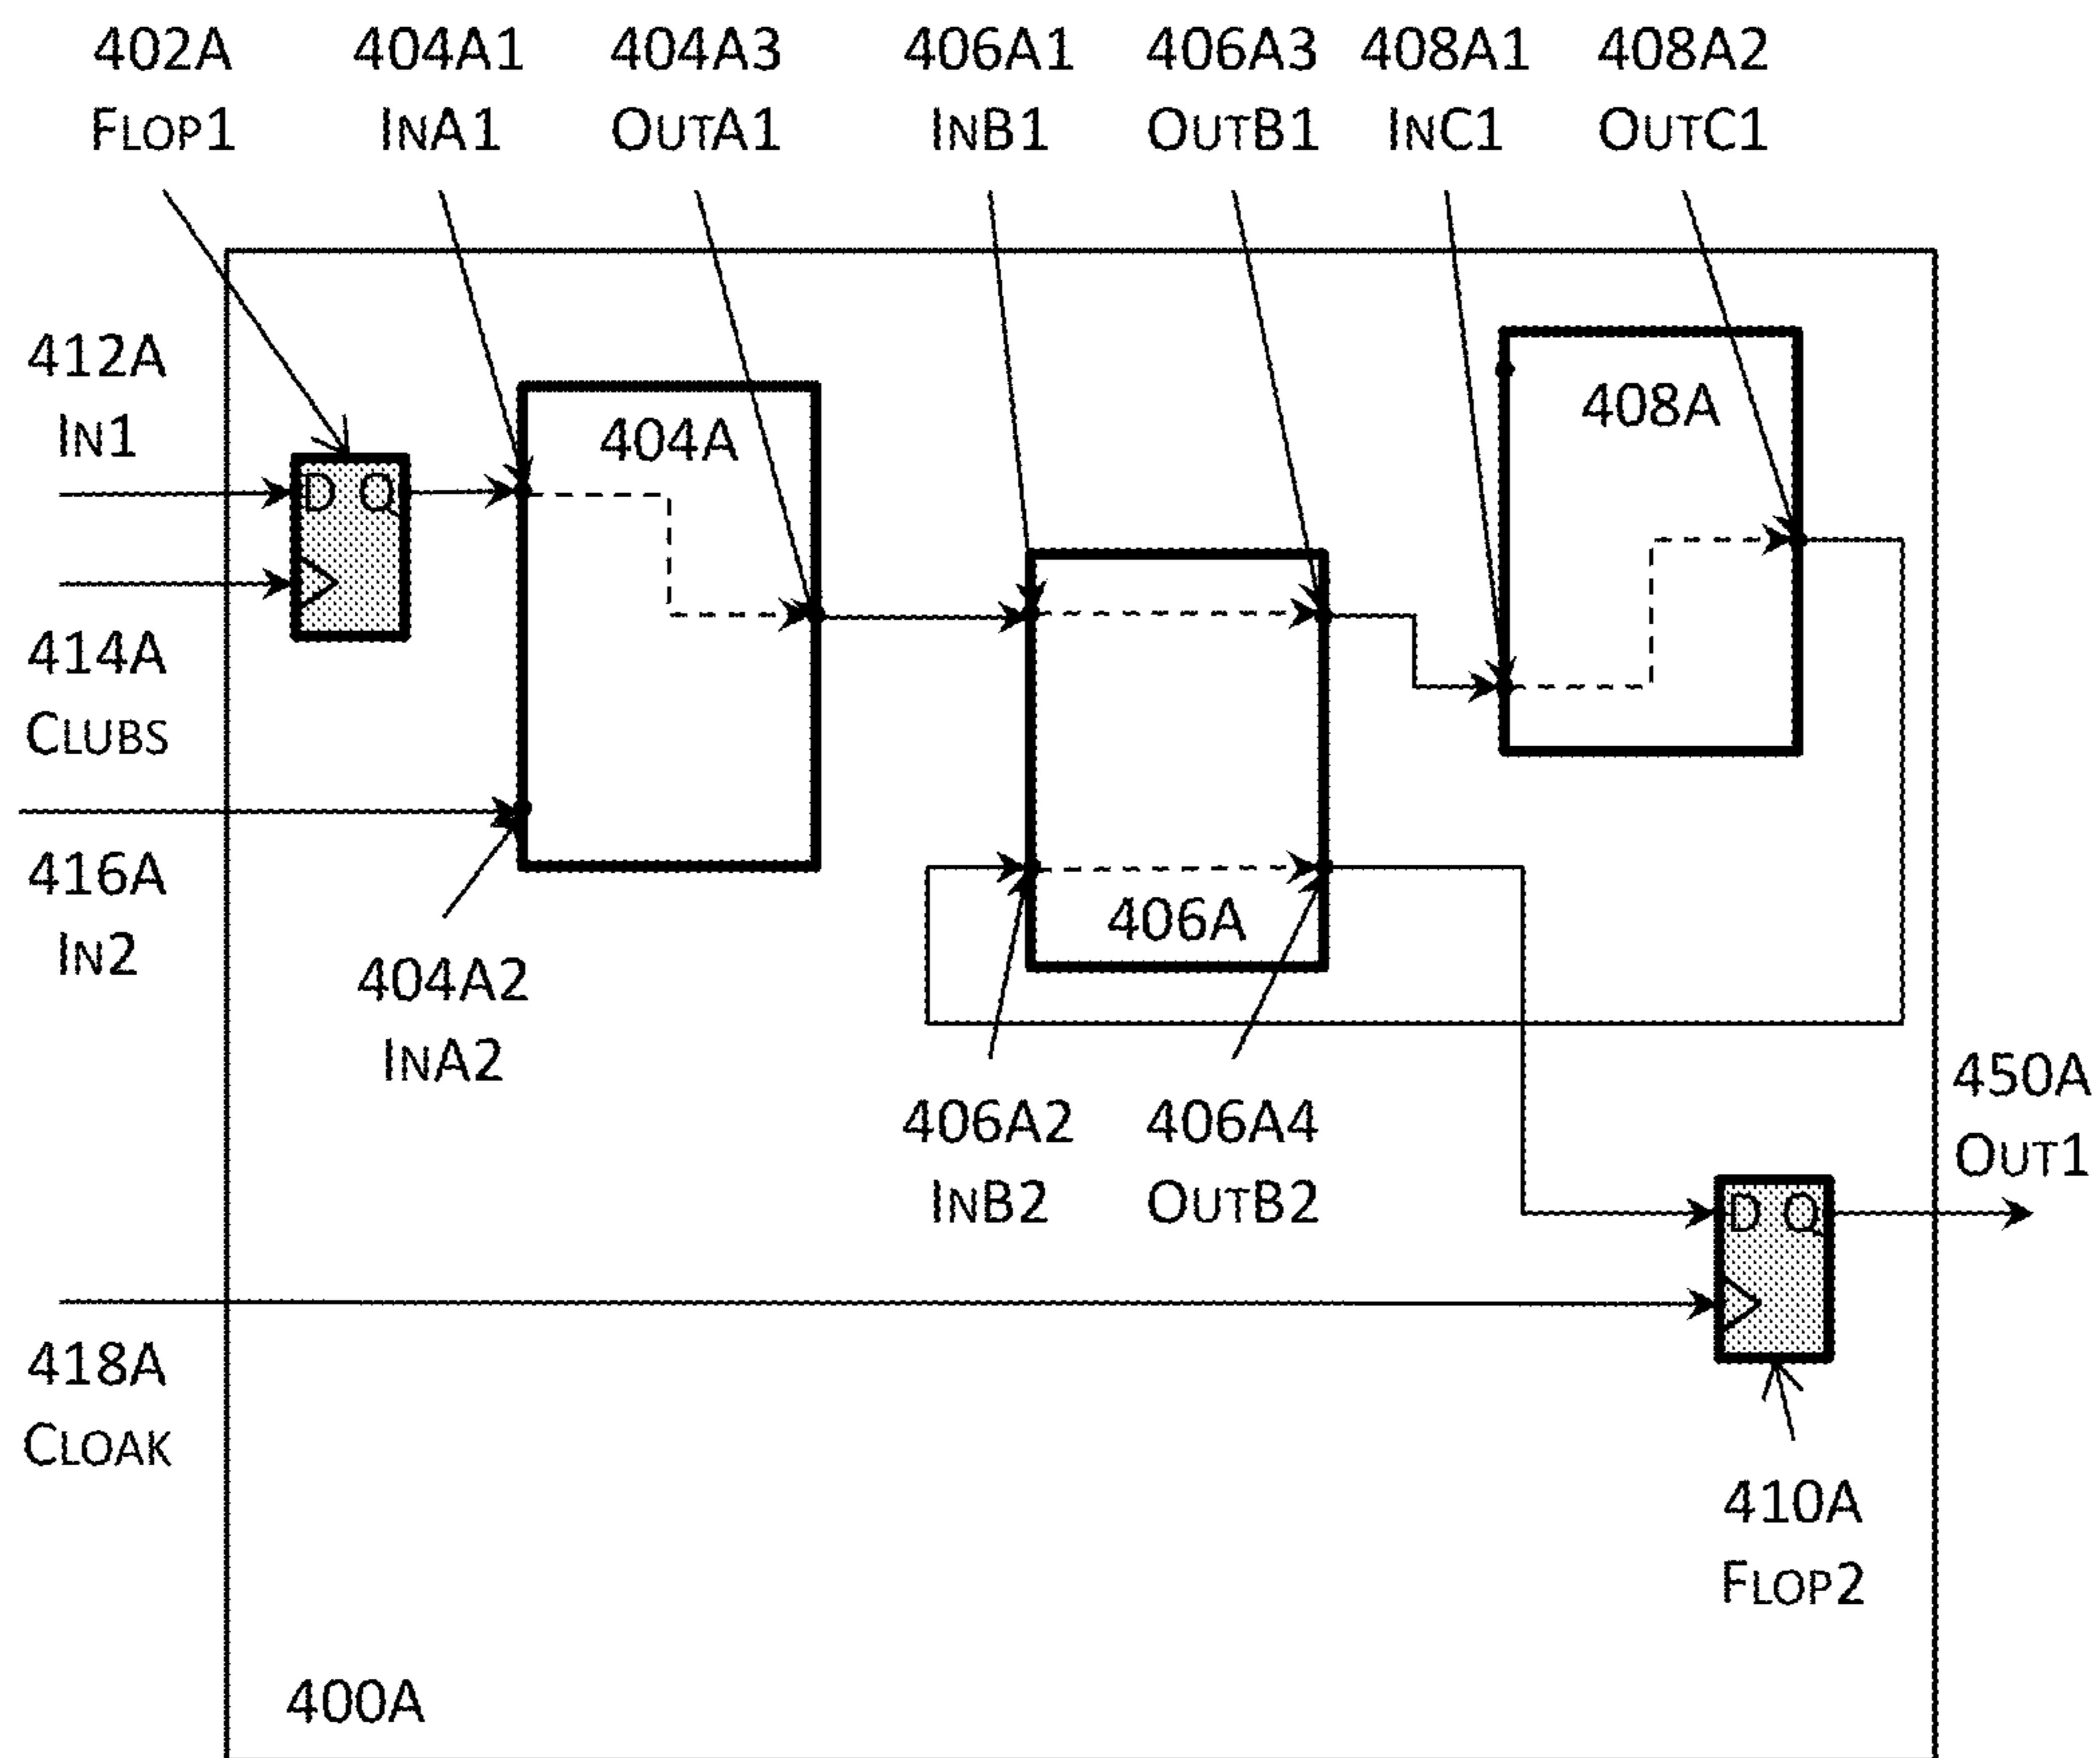 402A 404A1 404A3 406A1 406A3 408A1 408A2
FLOP1 INA1 OUTA1 INB1 OUTB1 INC1 OUTC1
412A
IN1
404A
408A
D Q
414A
CLUBS
416A
IN2
406A
404A2
INA2
406A2 406A4
INB2 OUTB2
450A
OUT1
D Q
418A
CLOAK
410A
FLOP2
400A